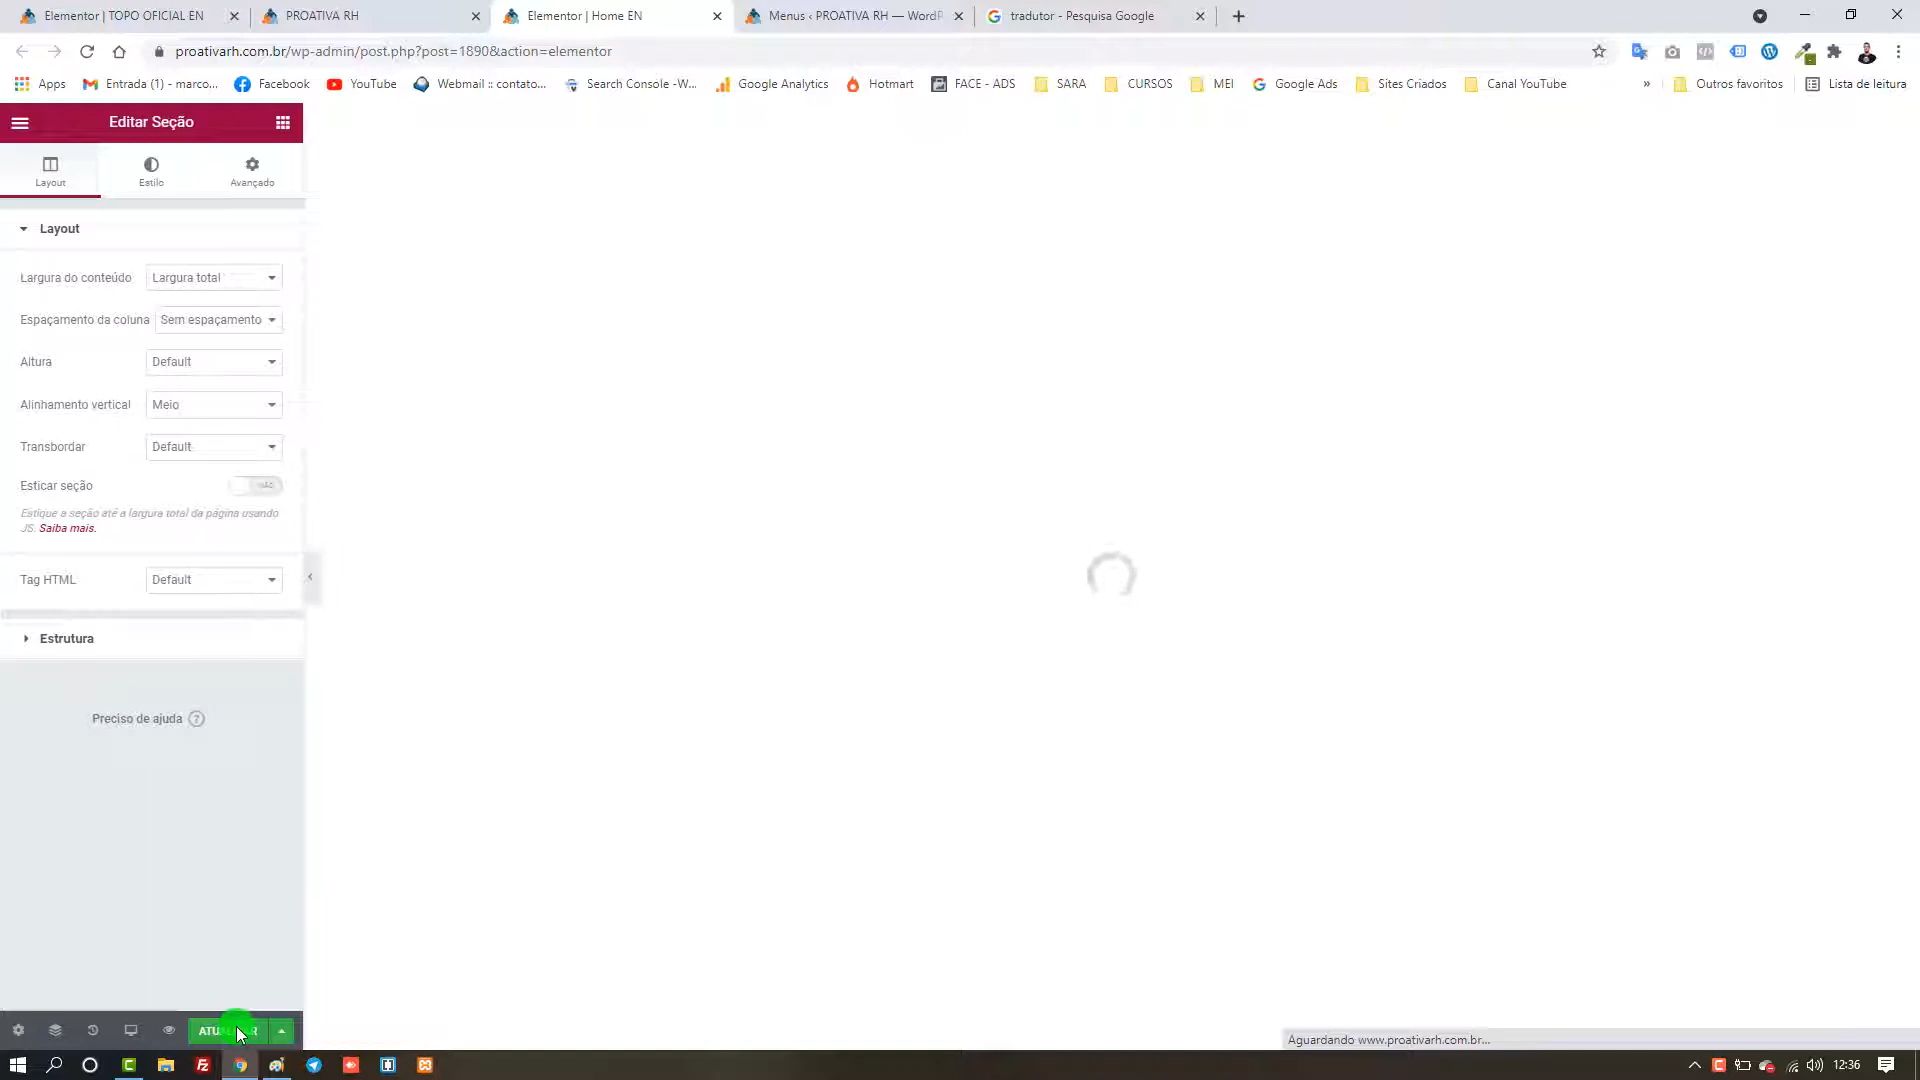 Elementor | TOPO OFICIAL EN
PROATIVA RH
Elementor | Home EN
Menus ‹ PROATIVA RH — WordP
tradutor - Pesquisa Google
proativarh.com.br/wp-admin/post.php?post=1890&action=elementor
Apps
Entrada (1) - marco...
Facebook
YouTube
Webmail :: contato...
Search Console -W...
Google Analytics
Hotmart
FACE - ADS
SARA
CURSOS
MEI
Google Ads
Sites Criados
Canal YouTube
»
Outros favoritos
Lista de leitura
Editar Seção
Layout
Estilo
Avançado
Layout
Largura do conteúdo
Largura total
Espaçamento da coluna
Sem espaçamento
Altura
Default
Alinhamento vertical
Meio
Transbordar
Default
Esticar seção
NÃO
Estique a seção até a largura total da página usando
JS. Saiba mais.
Tag HTML
Default
Estrutura
Preciso de ajuda
Aguardando www.proativarh.com.br...
12:36